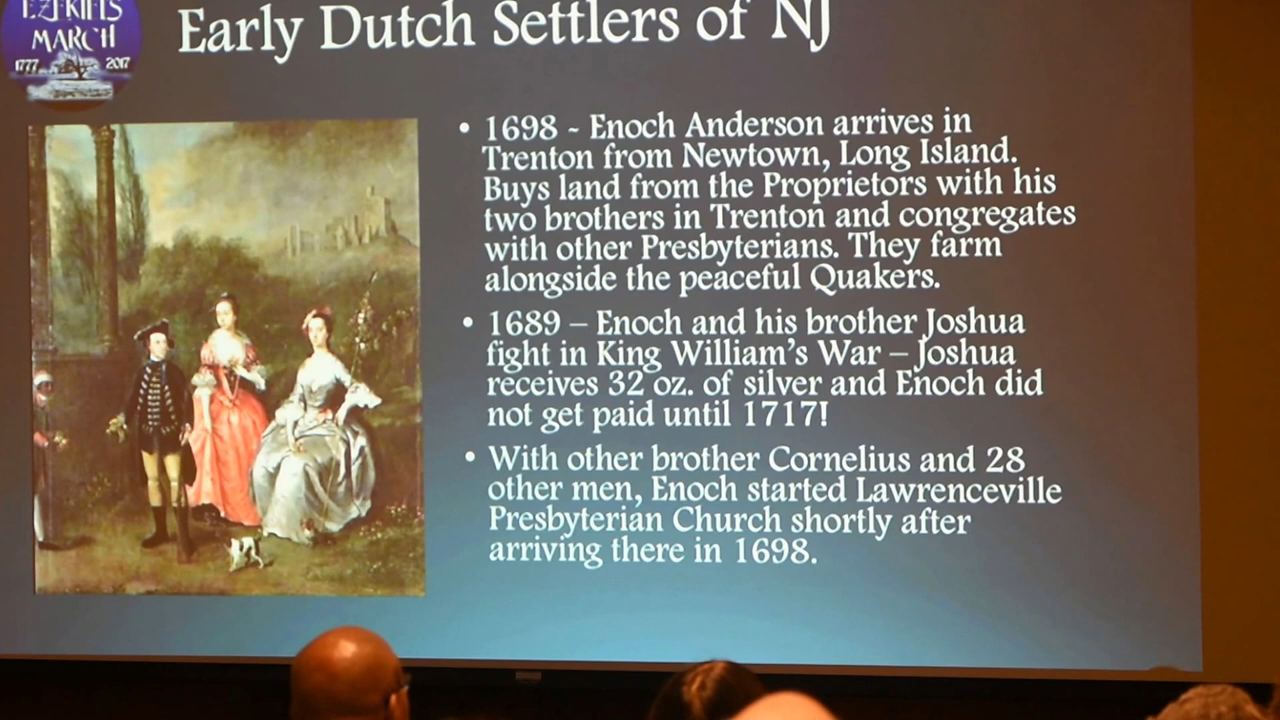 EZEKIEL'S
MARCH
1777 2017
Early Dutch Settlers of NJ
• 1698 - Enoch Anderson arrives in
Trenton from Newtown, Long Island.
Buys land from the Proprietors with his
two brothers in Trenton and congregates
with other Presbyterians. They farm
alongside the peaceful Quakers.
• 1689 – Enoch and his brother Joshua
fight in King William's War – Joshua
receives 32 oz. of silver and Enoch did
not get paid until 1717!
• With other brother Cornelius and 28
other men, Enoch started Lawrenceville
Presbyterian Church shortly after
arriving there in 1698.